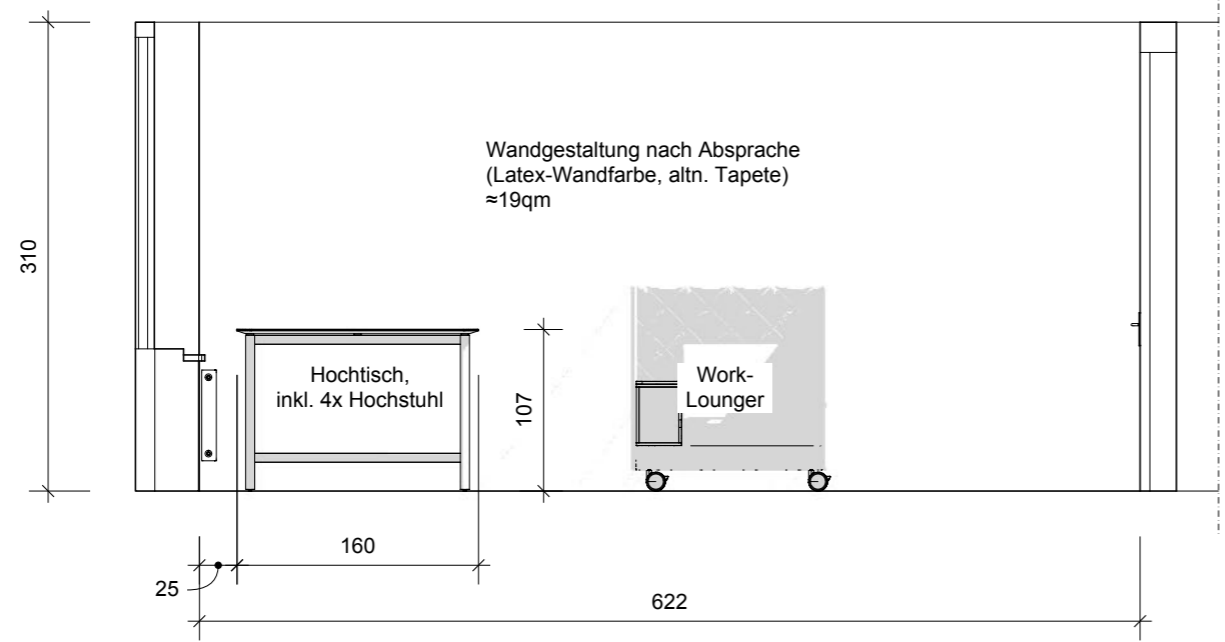 Wandgestaltung nach Absprache
(Latex-Wandfarbe, altn. Tapete)
≈19qm
310
Hochtisch,
inkl. 4x Hochstuhl
107
Work-
Lounger
160
25
622